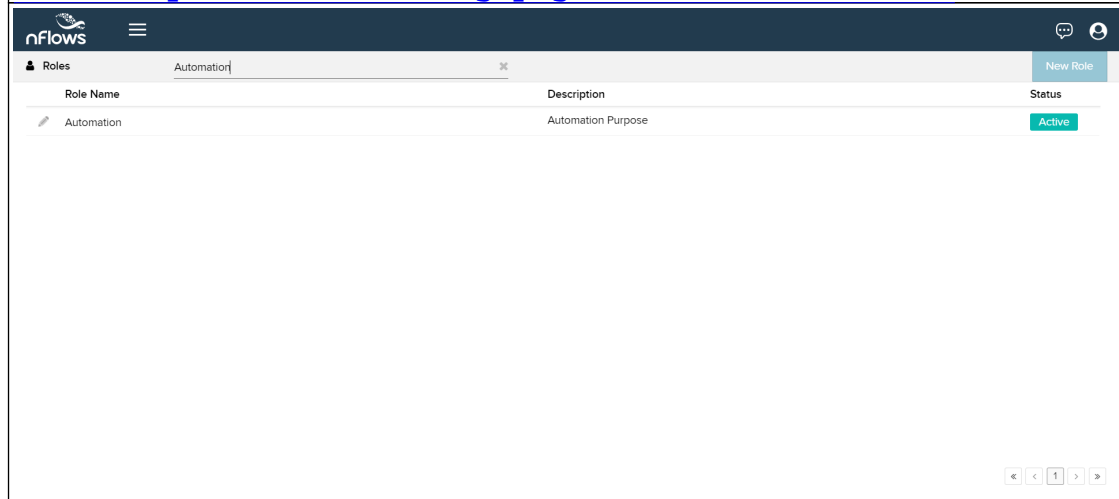 nFlows
Roles Automation New Role
Role Name Description Status
Automation Automation Purpose Active
« < 1 > »